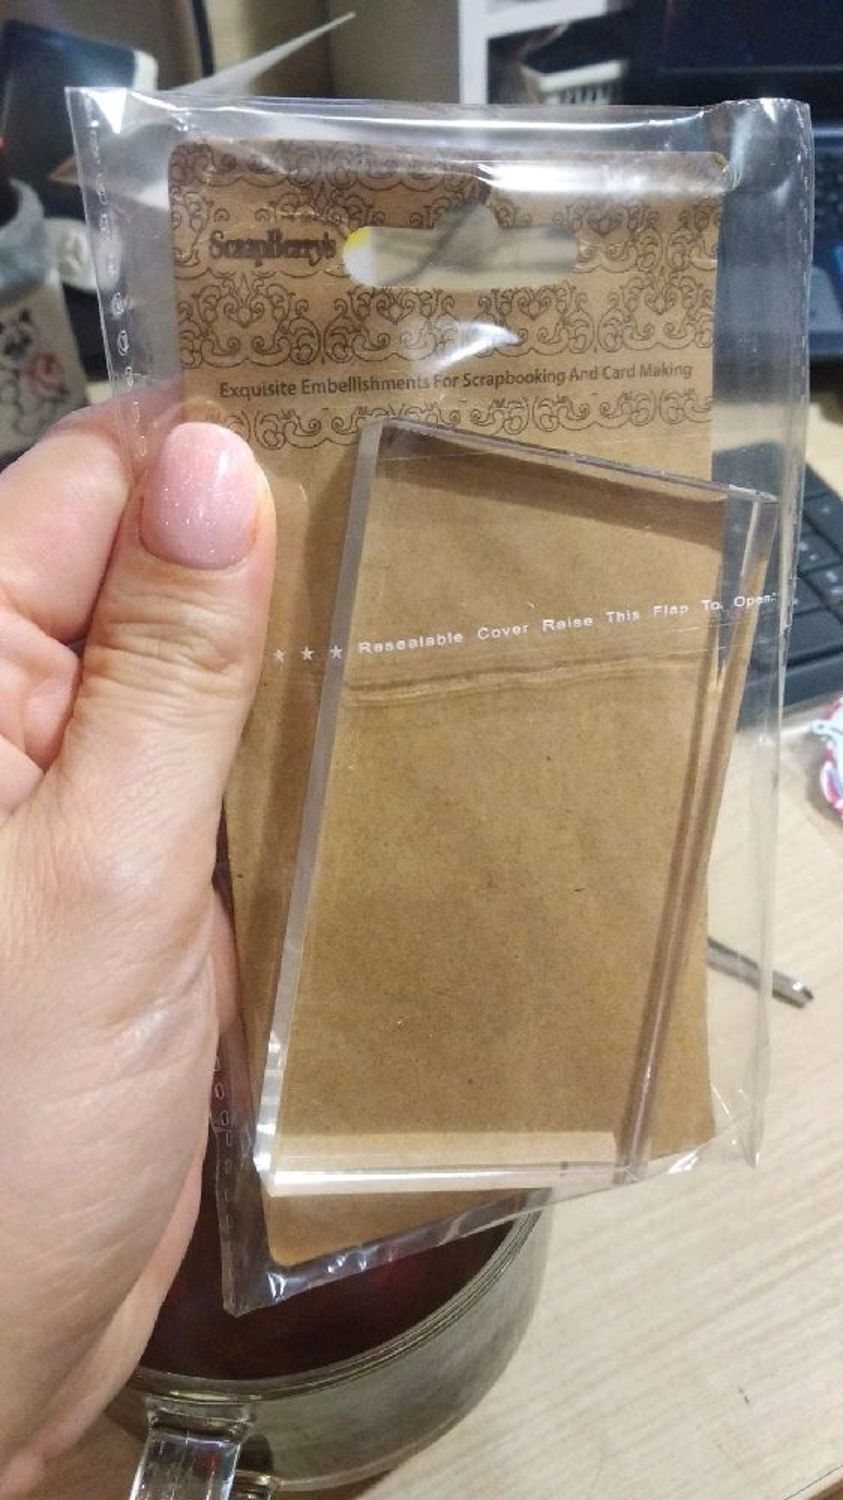 ScrapBerry's
Exquisite Embellishments For Scrapbooking And Card Making
★ ★ ★ Resealable Cover Raise This Flap To Open.